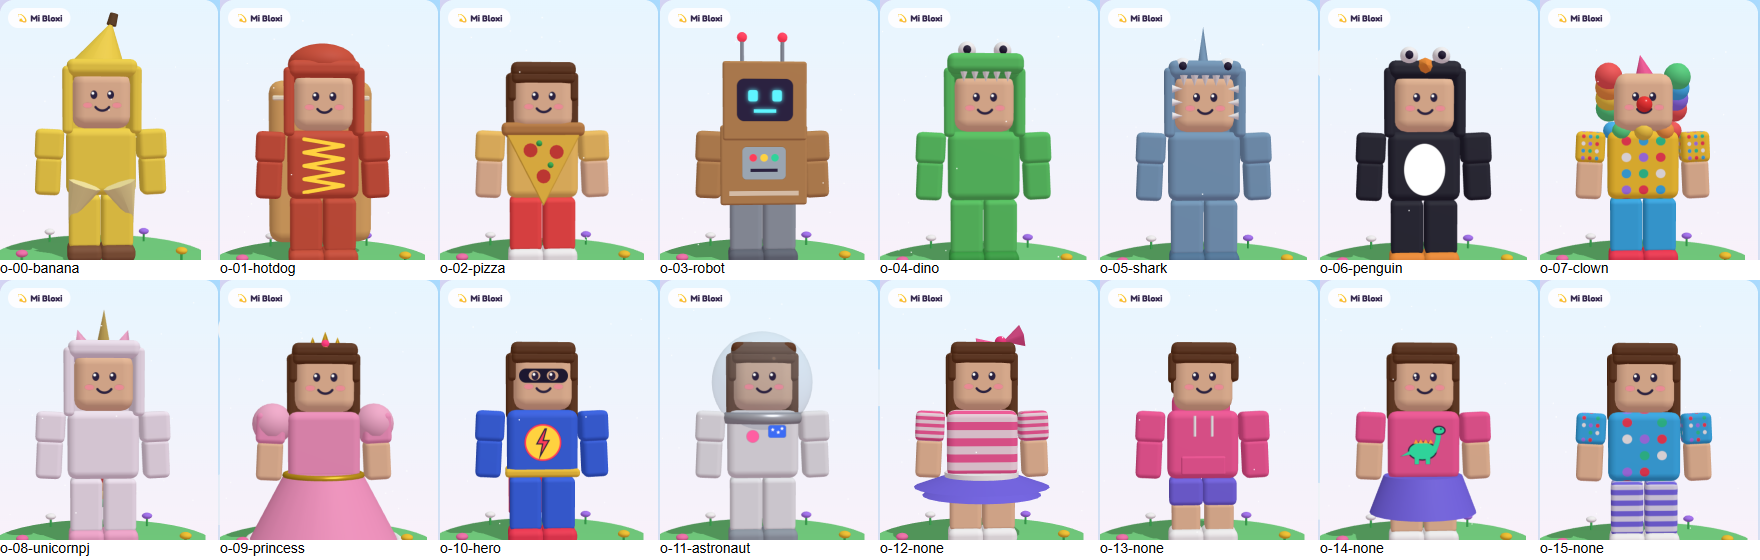 Mi Bloxi
Mi Bloxi
Mi Bloxi
Mi Bloxi
Mi Bloxi
Mi Bloxi
Mi Bloxi
Mi Bloxi
o-00-banana
o-01-hotdog
o-02-pizza
o-03-robot
o-04-dino
o-05-shark
o-06-penguin
o-07-clown
Mi Bloxi
Mi Bloxi
Mi Bloxi
Mi Bloxi
Mi Bloxi
Mi Bloxi
Mi Bloxi
Mi Bloxi
o-08-unicornpj
o-09-princess
o-10-hero
o-11-astronaut
o-12-none
o-13-none
o-14-none
o-15-none